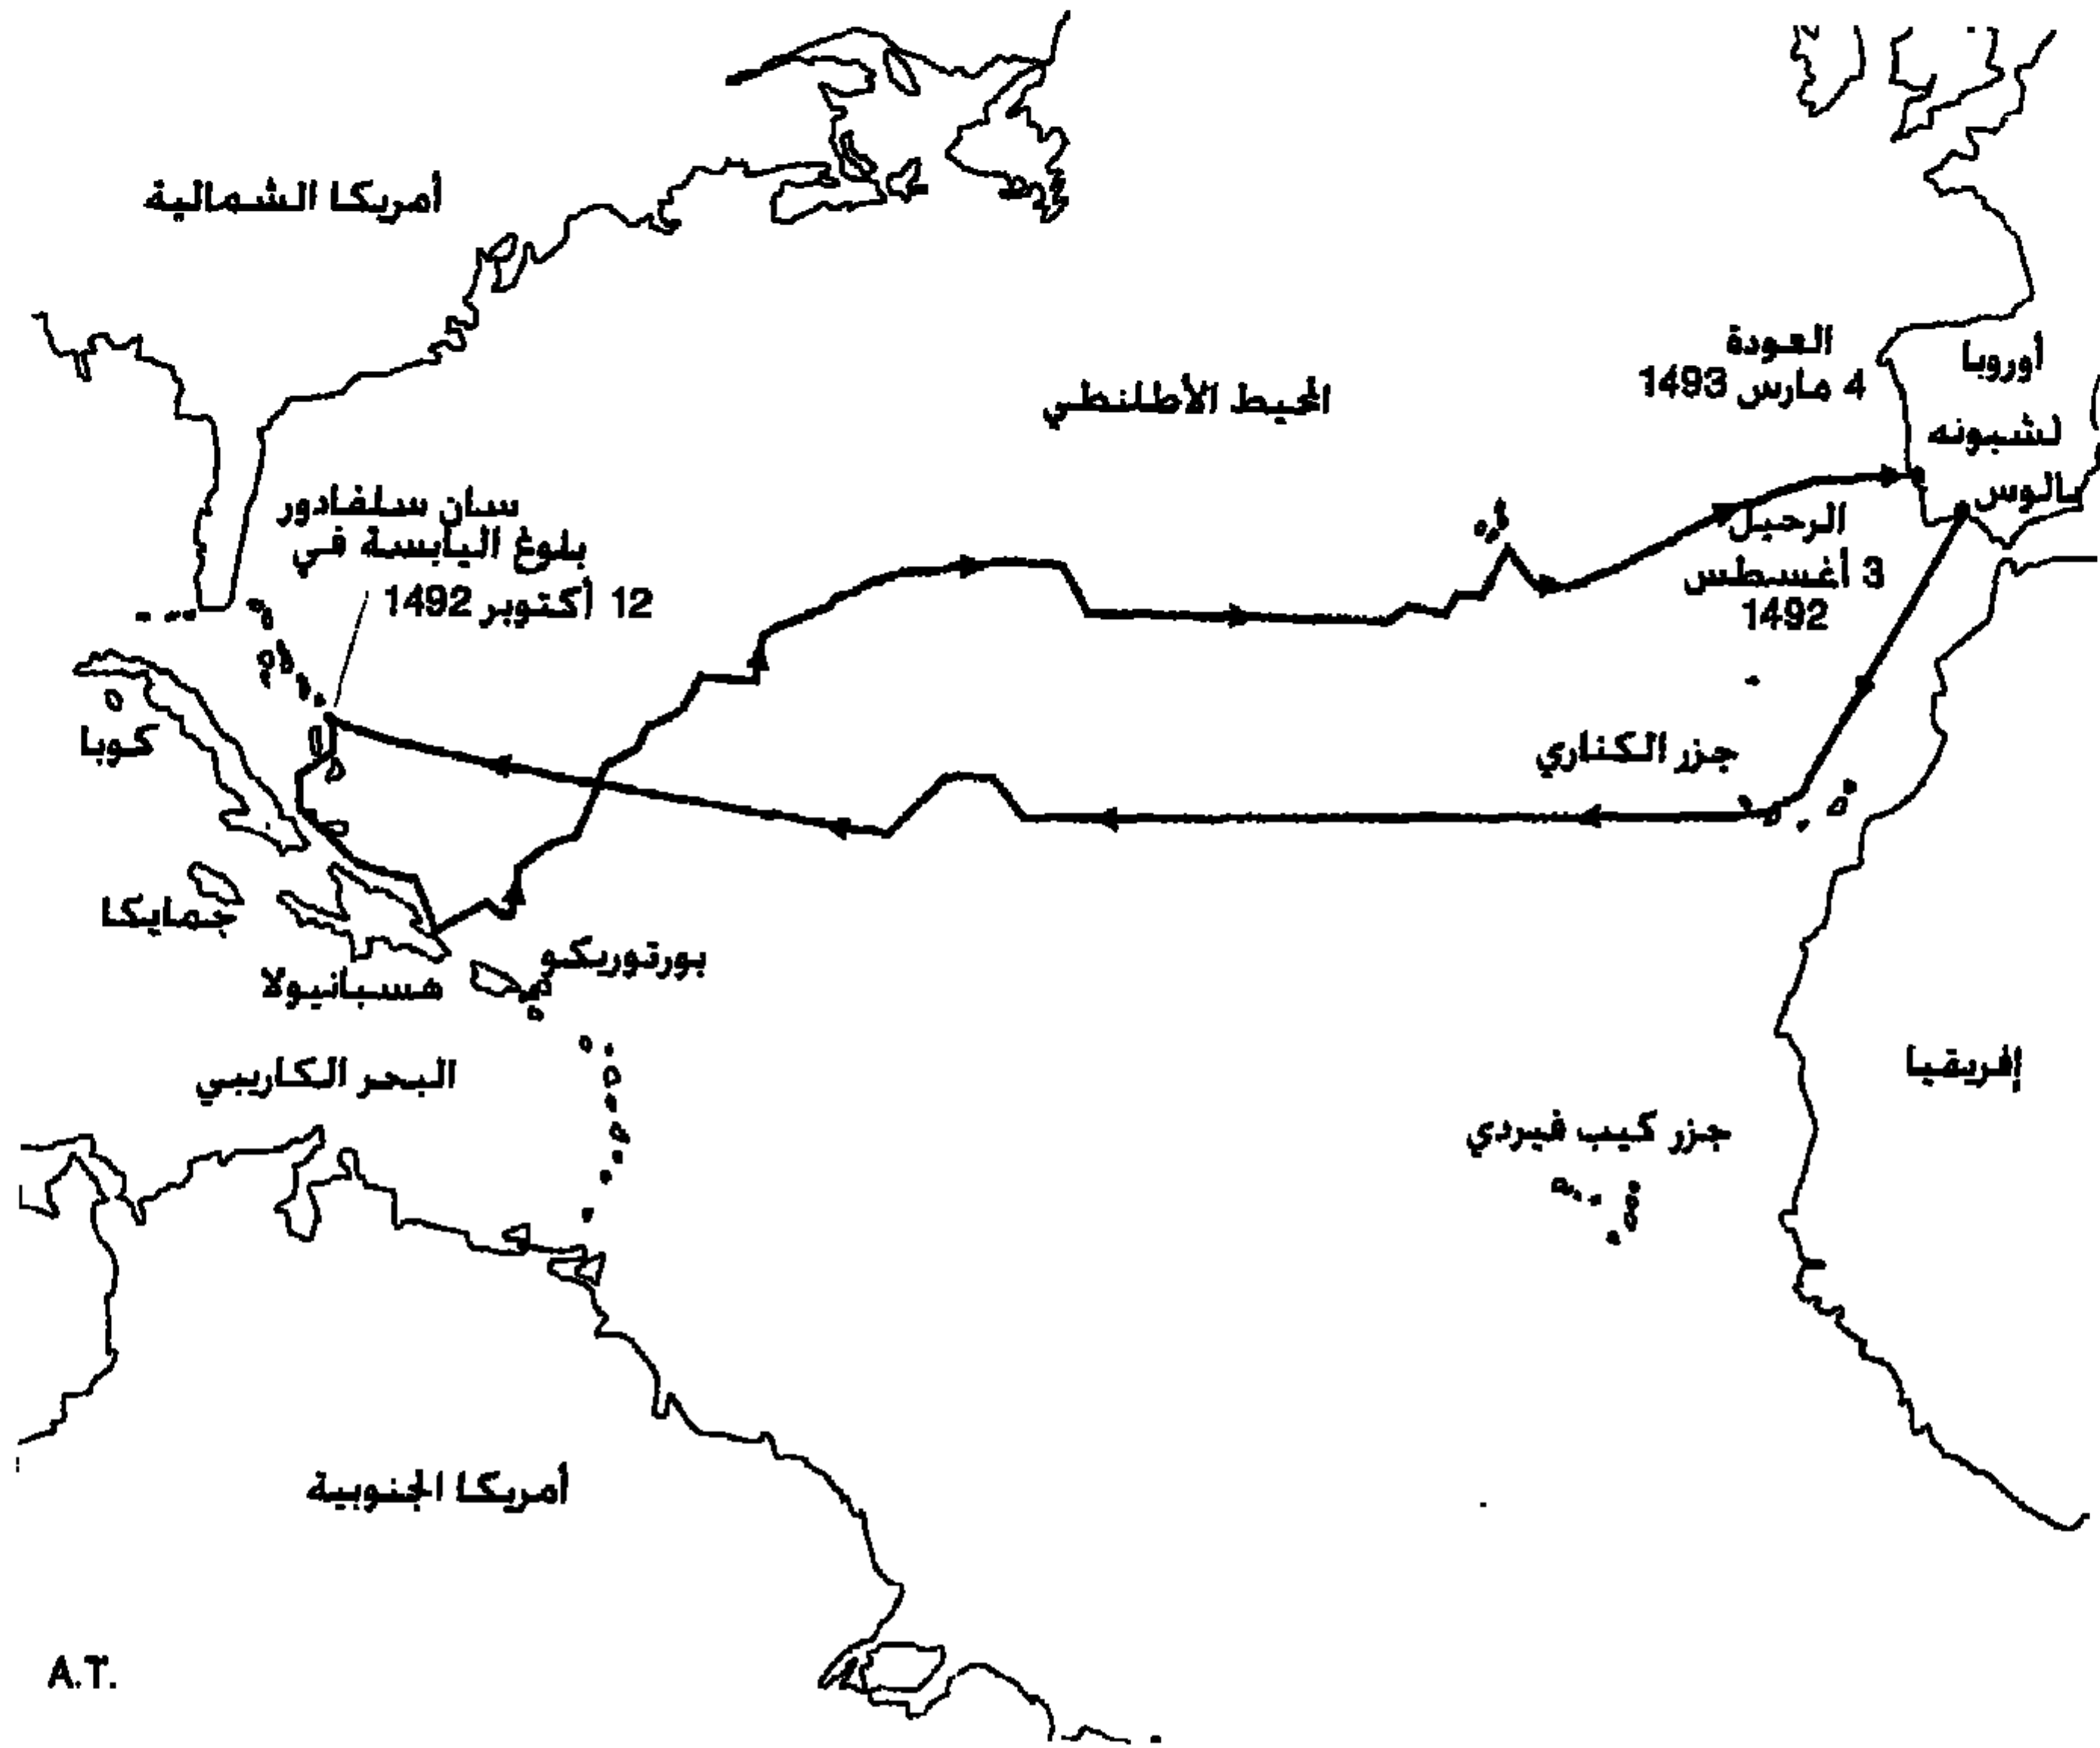 أمريكا الشمالية
العودة
4 مارس 1493
أوروبا
المحيط الأطلنطي
لشبونه
بالوس
سان سلفادور
بلوغ اليابسة في
12 أكتوبر 1492
الرحيل
3 أغسطس
1492
كوبا
جزر الكناري
جمايكا
بورتوريكو
هسبانيولا
البحر الكاريبي
إفريقيا
جزر كيب فيردي
أمريكا الجنوبية
A.T.